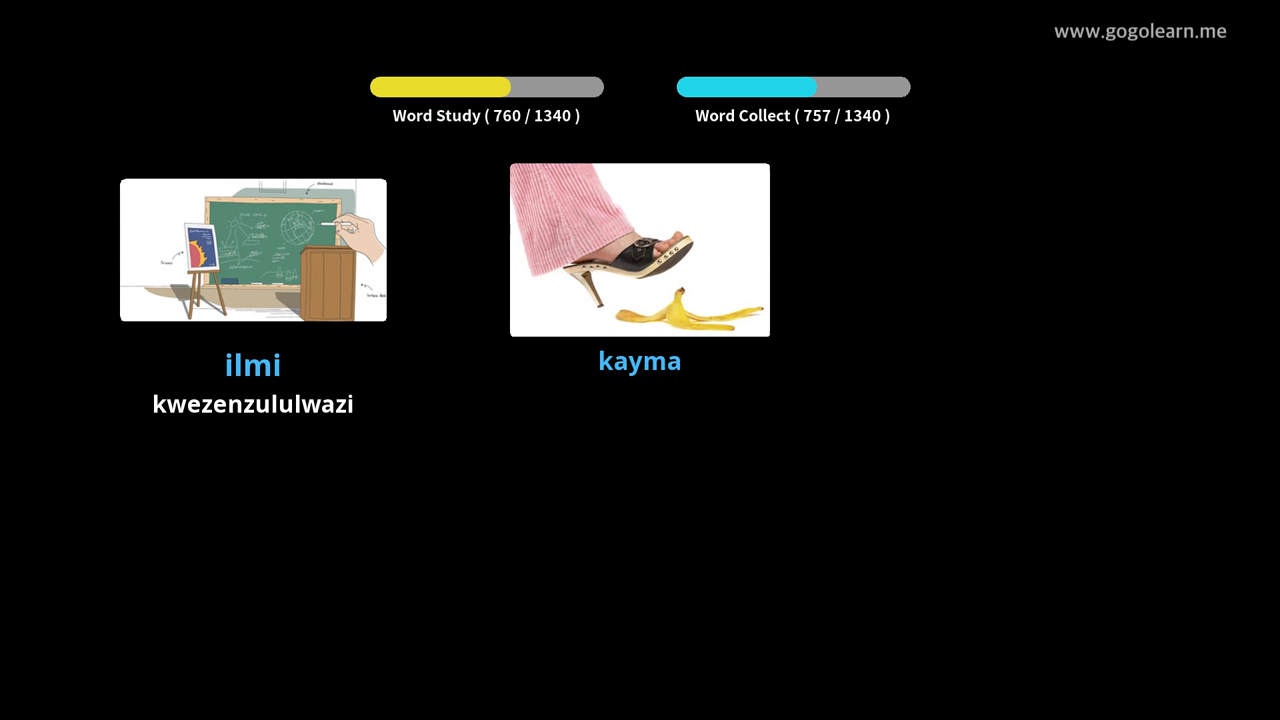 www.gogolearn.me
Word Study ( 760 / 1340 )
Word Collect ( 757 / 1340 )
ilmi
kwezenzululwazi
kayma